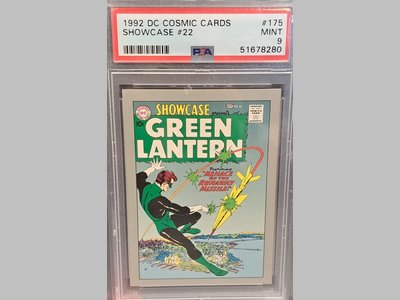 1992 DC COSMIC CARDS #175
SHOWCASE #22 MINT
9
PSA 51678280
SHOWCASE
presents
GREEN
LANTERN
MENACE
OF THE
RUNAWAY
MISSILE!